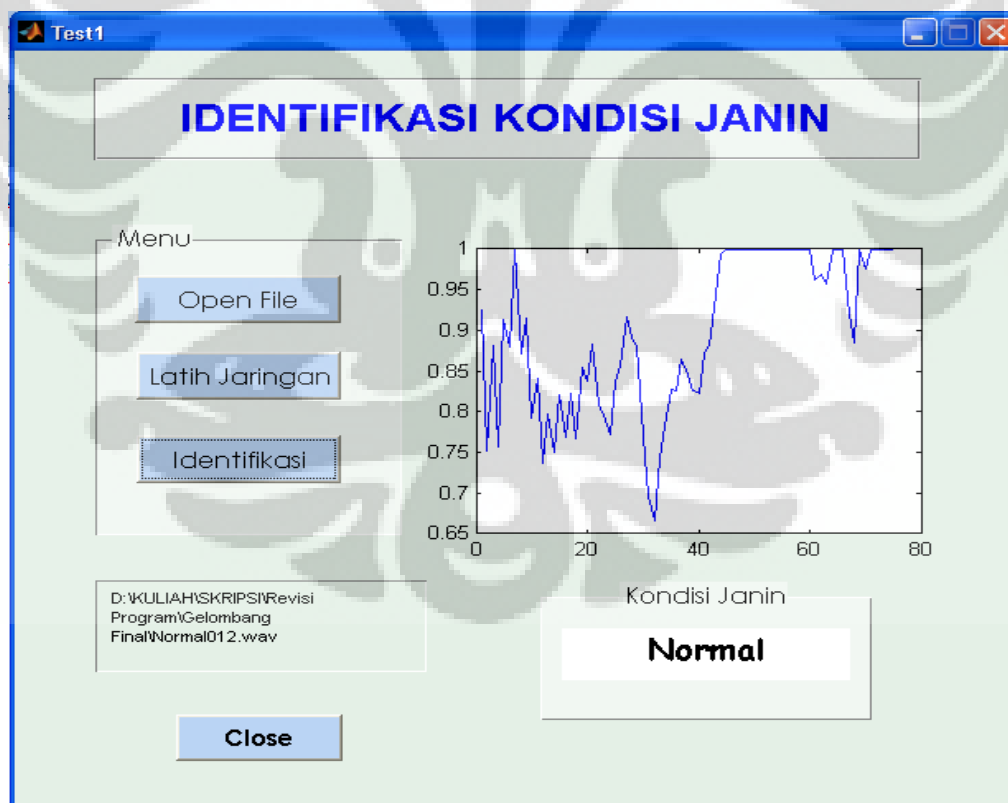 Test1
IDENTIFIKASI KONDISI JANIN
Menu
Open File
Latih Jaringan
Identifikasi
1
0.95
0.9
0.85
0.8
0.75
0.7
0.65
0 20 40 60 80
D:\KULIAH\SKRIPSI\Revisi
Program\Gelombang
Final\Normal012.wav
Kondisi Janin
Normal
Close